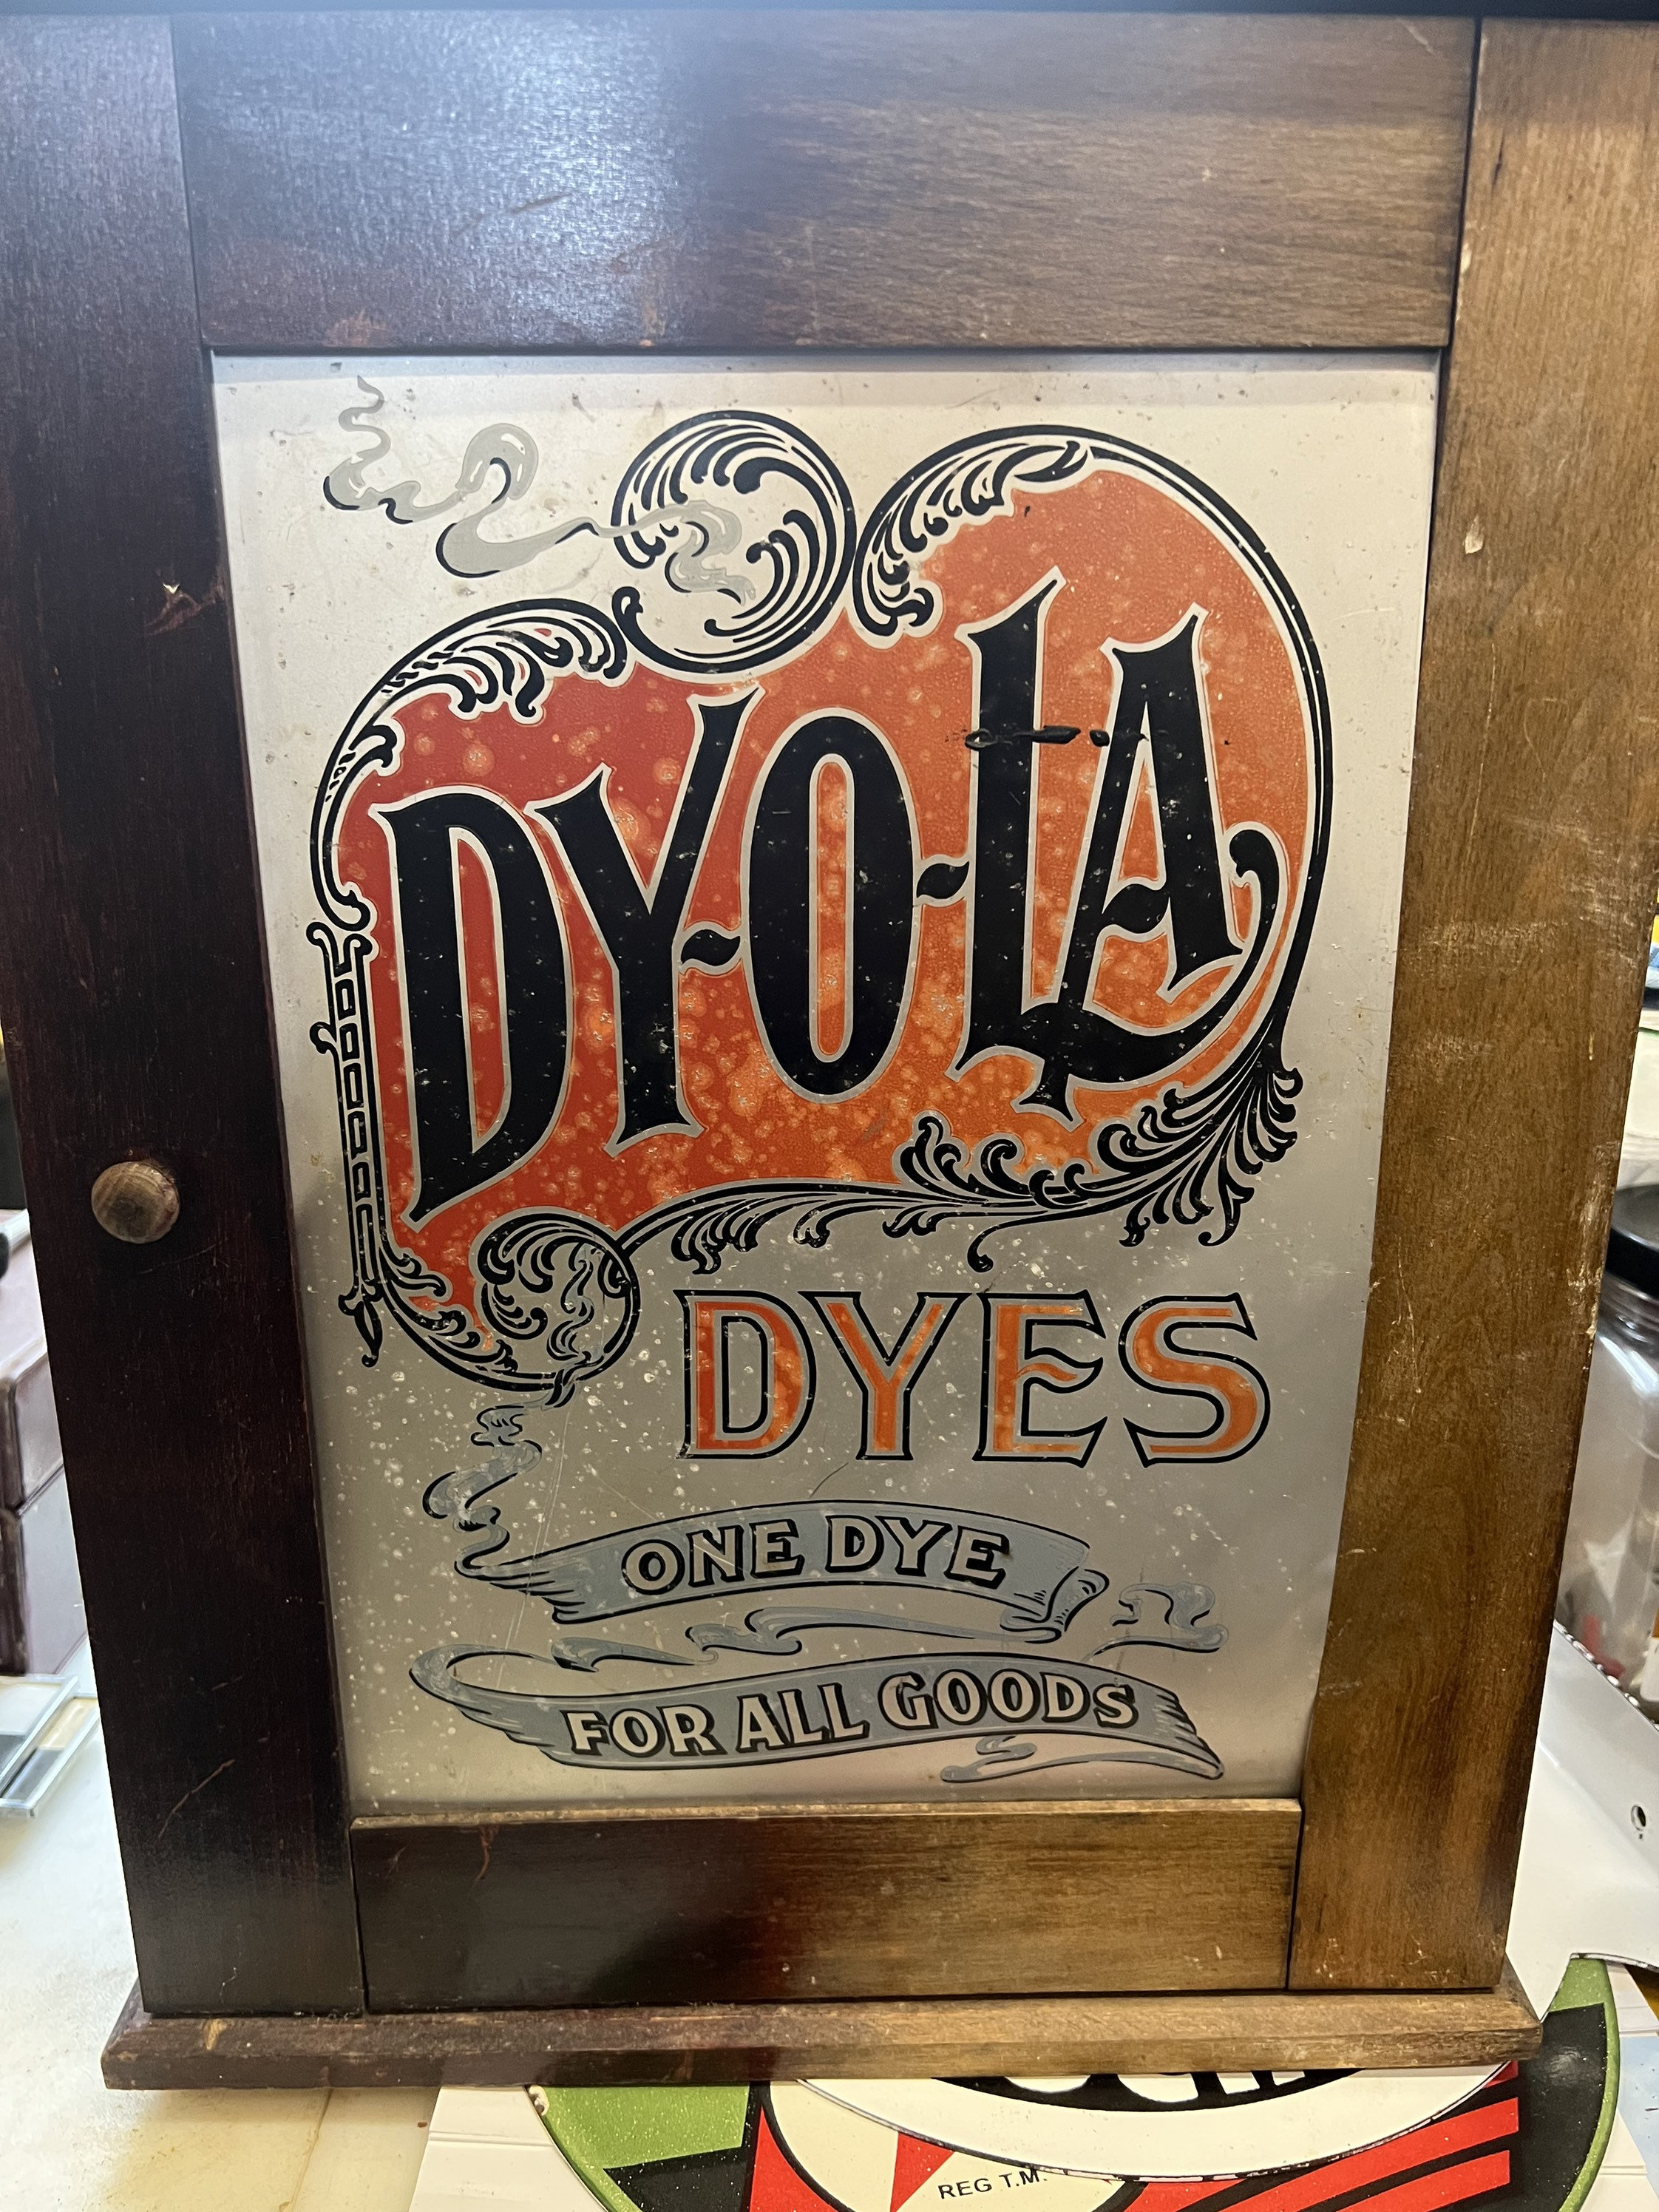 DY-O-LA
DYES
ONE DYE
FOR ALL GOODS
REG T.M.